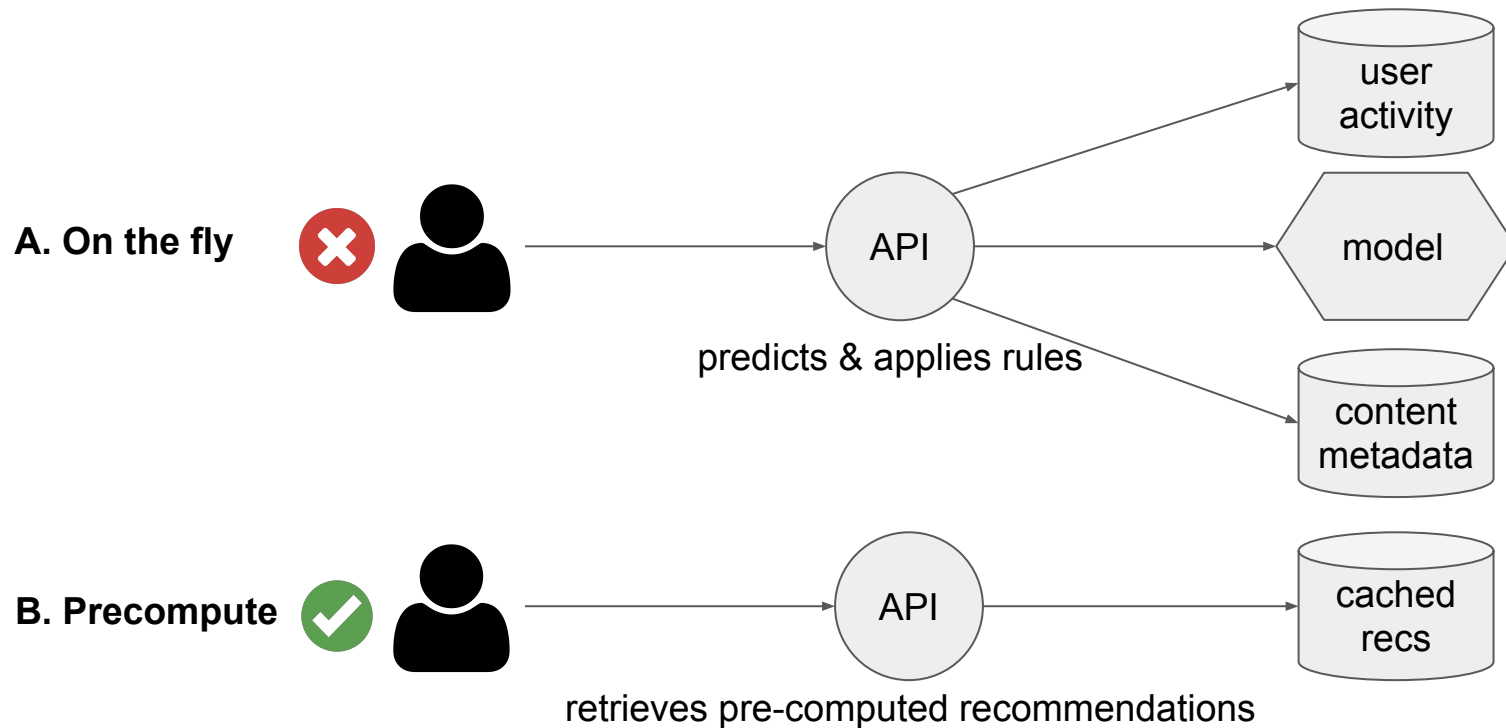 user
activity
A. On the fly
API
model
predicts & applies rules
content
metadata
B. Precompute
API
cached
recs
retrieves pre-computed recommendations